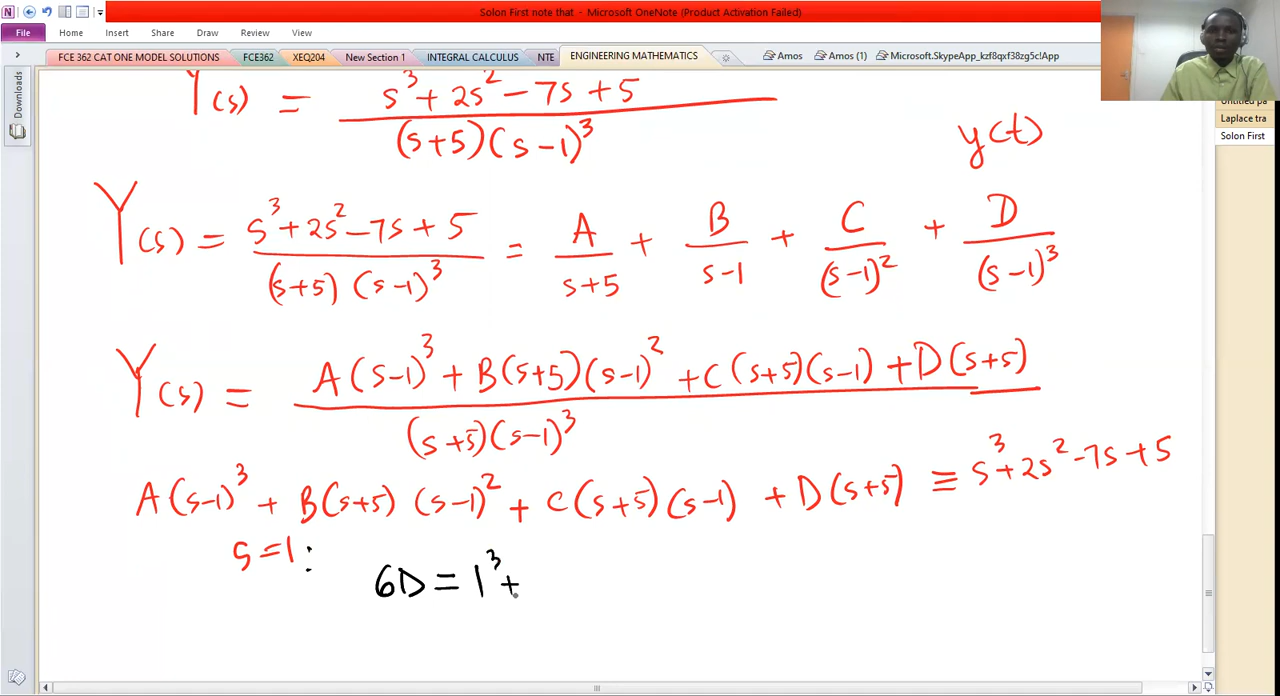 Solon First note that - Microsoft OneNote (Product Activation Failed)
File Home Insert Share Draw Review View
FCE 362 CAT ONE MODEL SOLUTIONS FCE362 XEQ204 New Section 1 INTEGRAL CALCULUS NTE ENGINEERING MATHEMATICS Amos Amos (1) Microsoft.SkypeApp_kzf8qxf38zg5c!App
Downloads
Laplace tra
Solon First
Y(s) = s³ + 2s² - 7s + 5 / (s+5)(s-1)³
y(t)
Y(s) = s³ + 2s² - 7s + 5 / (s+5)(s-1)³ = A/s+5 + B/s-1 + C/(s-1)² + D/(s-1)³
Y(s) = A(s-1)³ + B(s+5)(s-1)² + C(s+5)(s-1) + D(s+5) / (s+5)(s-1)³
A(s-1)³ + B(s+5)(s-1)² + C(s+5)(s-1) + D(s+5) ≡ s³ + 2s² - 7s + 5
s=1:
6D = 1³ +